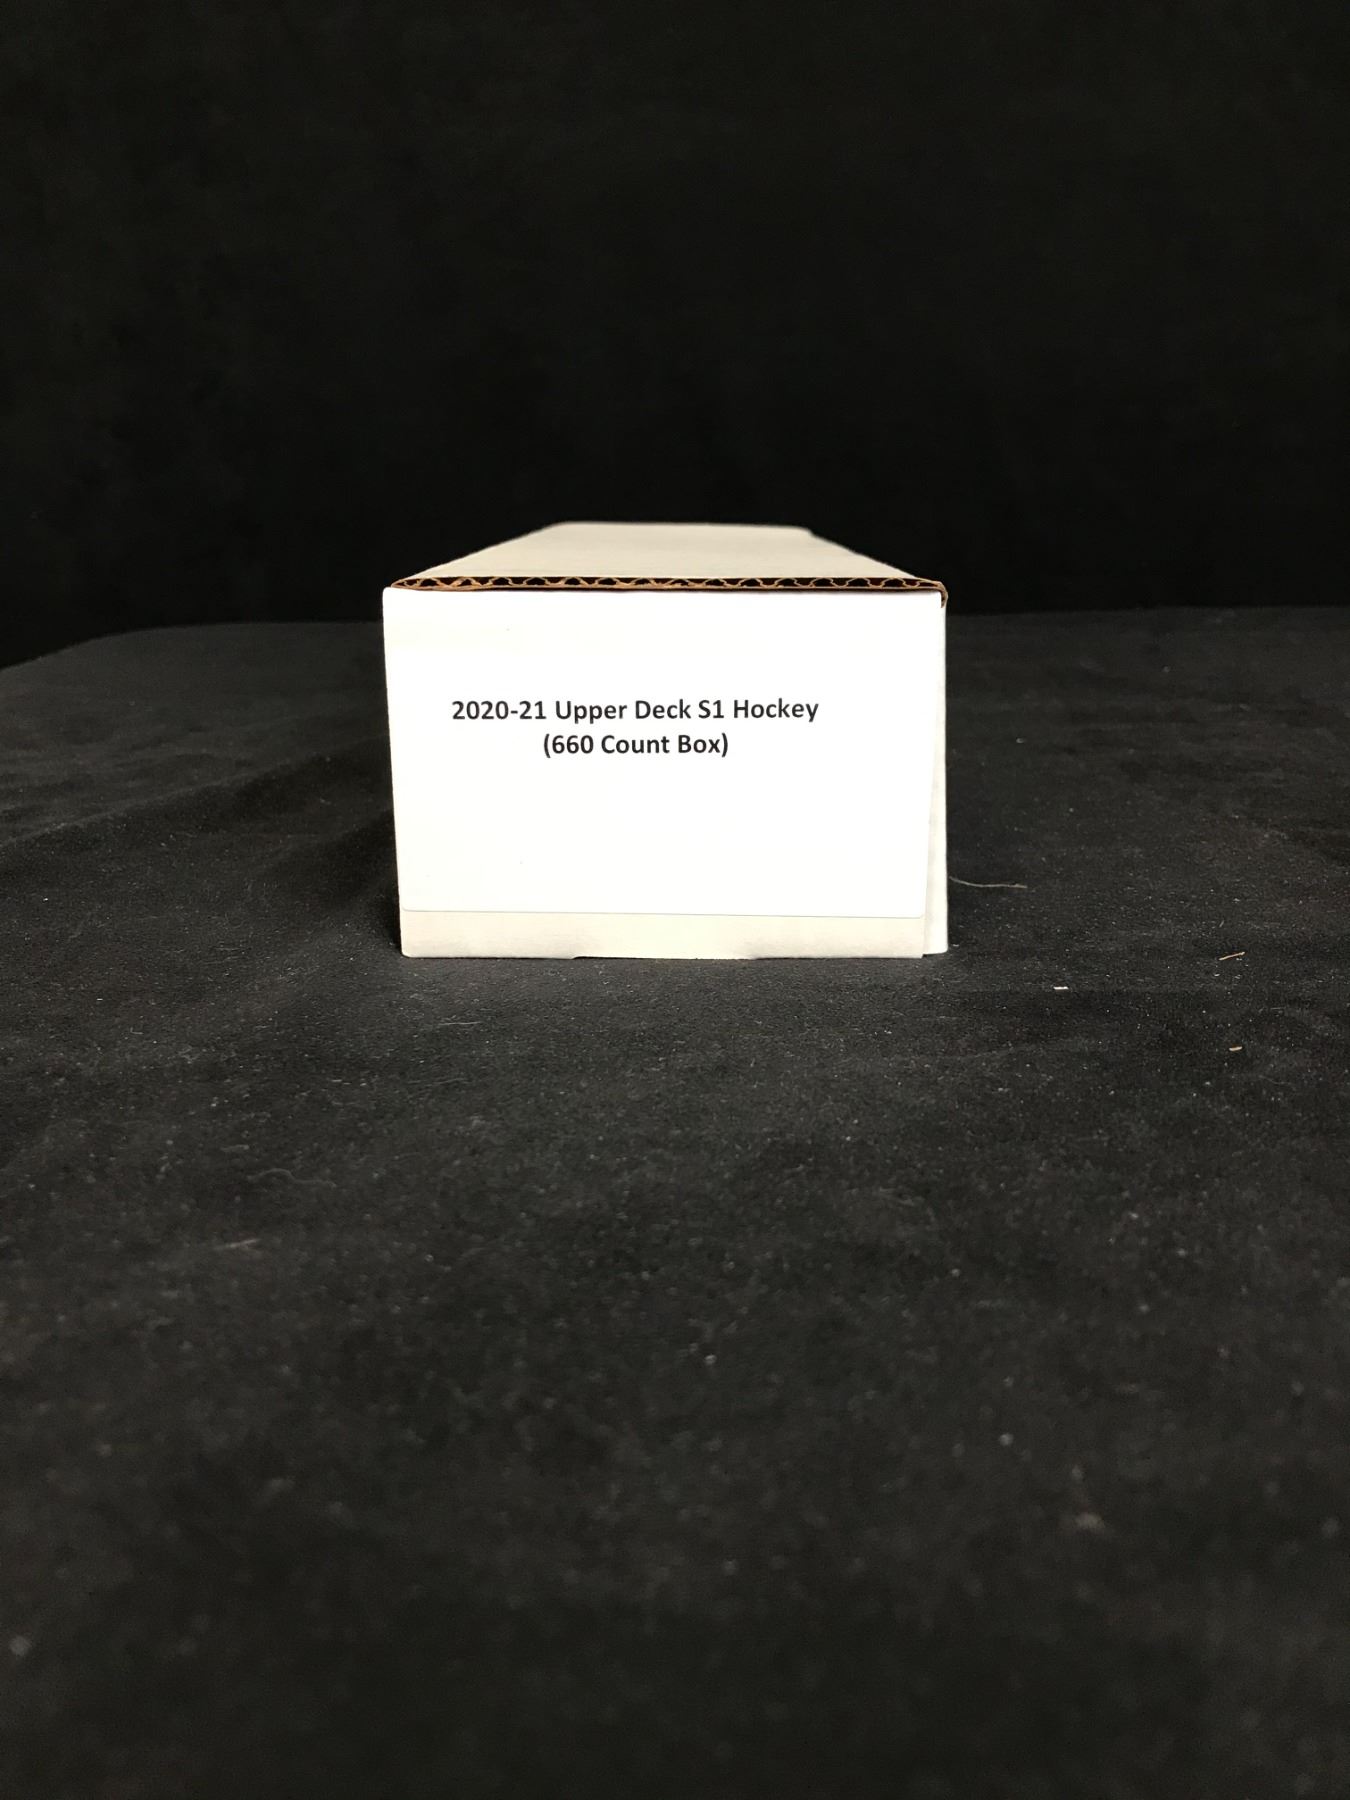 2020-21 Upper Deck S1 Hockey
(660 Count Box)